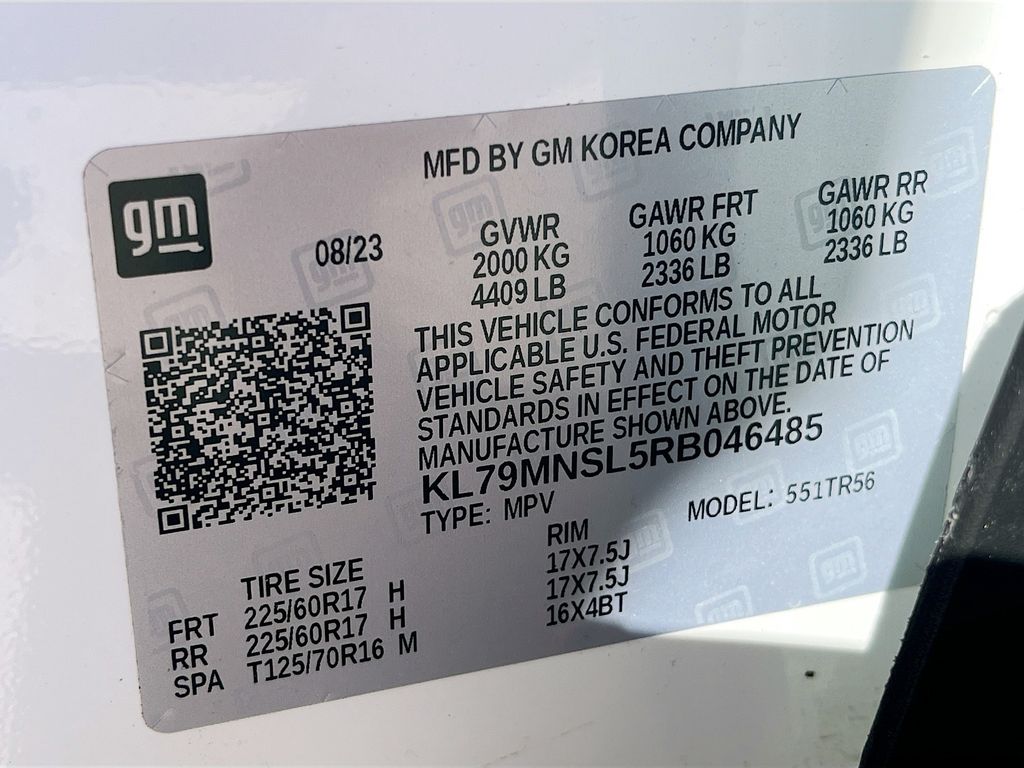 MFD BY GM KOREA COMPANY
gm
08/23
GVWR GAWR FRT GAWR RR
2000 KG 1060 KG 1060 KG
4409 LB 2336 LB 2336 LB
THIS VEHICLE CONFORMS TO ALL
APPLICABLE U.S. FEDERAL MOTOR
VEHICLE SAFETY AND THEFT PREVENTION
STANDARDS IN EFFECT ON THE DATE OF
MANUFACTURE SHOWN ABOVE.
KL79MNSL5RB046485
TYPE: MPV MODEL: 551TR56
TIRE SIZE RIM
FRT 225/60R17 H 17X7.5J
RR 225/60R17 H 17X7.5J
SPA T125/70R16 M 16X4BT